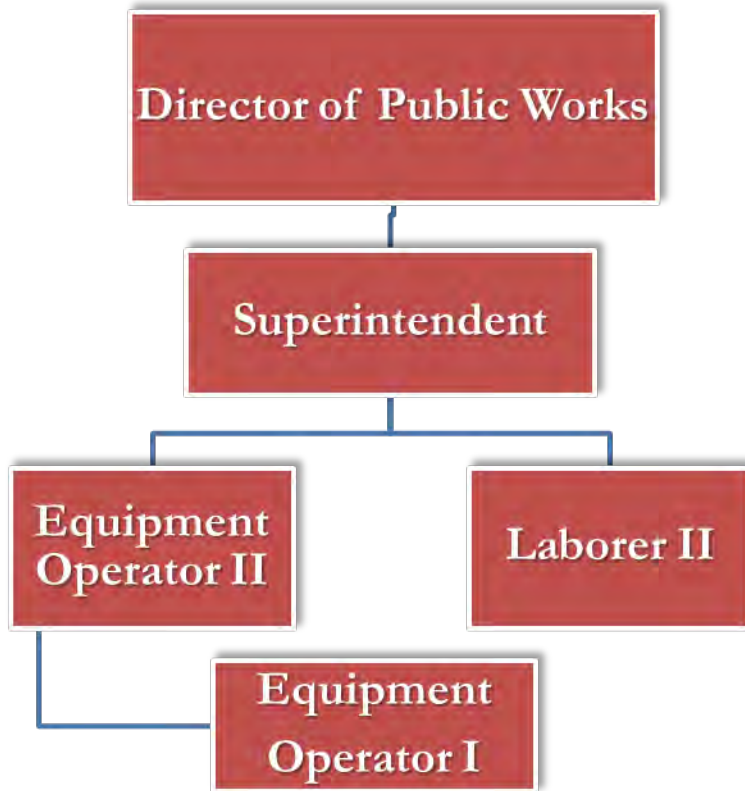 Director of Public Works
Superintendent
Equipment
Operator II
Laborer II
Equipment
Operator I